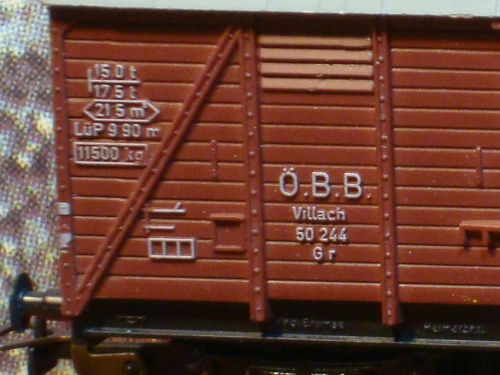 15 0 t
17 5 t
21 5 m²
LüP 9 90 m
11500 kg
Ö.B.B.
Villach
50 244
G r